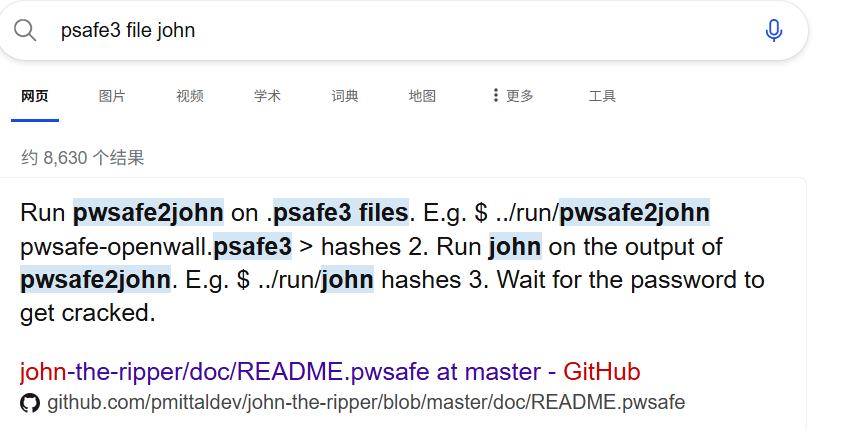 psafe3 file john
网页 图片 视频 学术 词典 地图 更多 工具
约 8,630 个结果
Run pwsafe2john on .psafe3 files. E.g. $ ../run/pwsafe2john
pwsafe-openwall.psafe3 > hashes 2. Run john on the output of
pwsafe2john. E.g. $ ../run/john hashes 3. Wait for the password to
get cracked.
john-the-ripper/doc/README.pwsafe at master - GitHub
github.com/pmittaldev/john-the-ripper/blob/master/doc/README.pwsafe